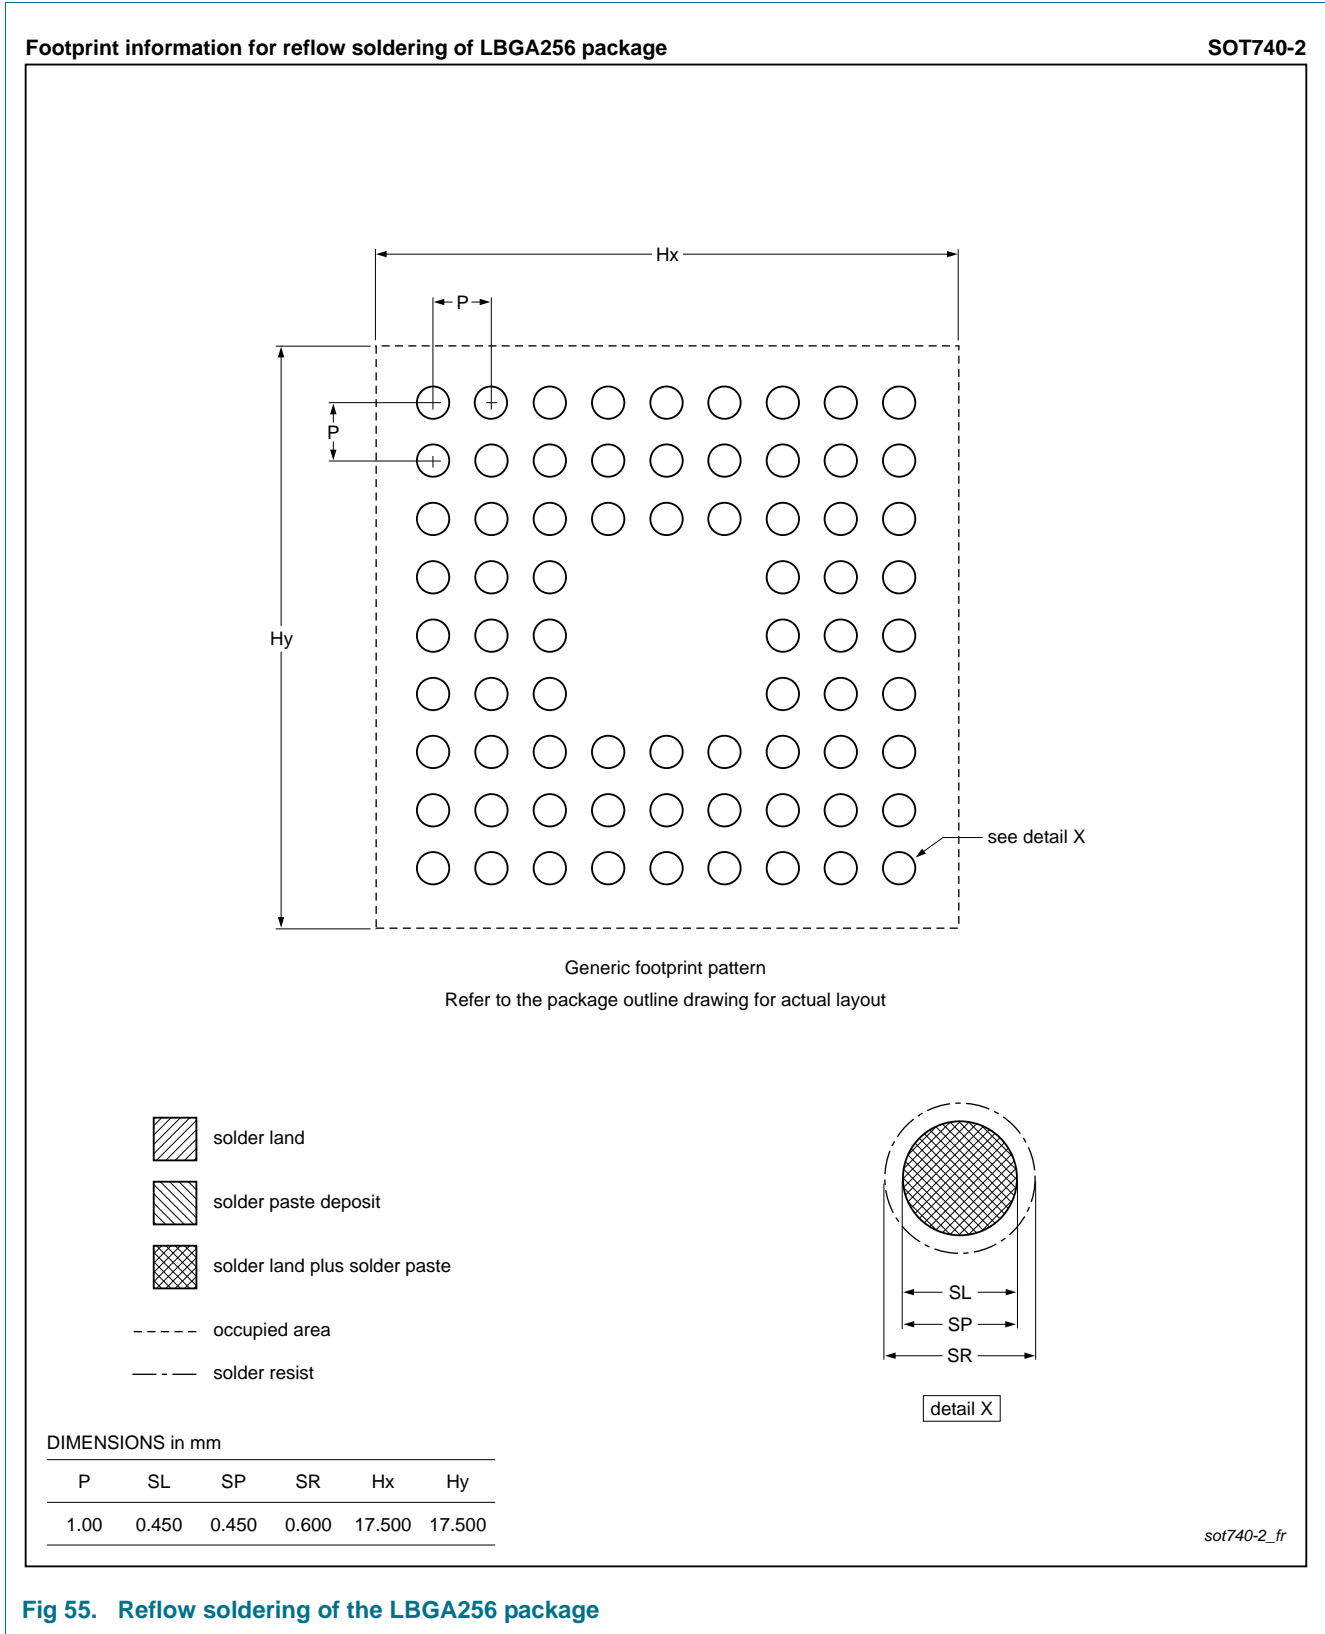 Footprint information for reflow soldering of LBGA256 package SOT740-2
Hx
P
P
Hy
see detail X
Generic footprint pattern
Refer to the package outline drawing for actual layout
solder land
solder paste deposit
solder land plus solder paste
occupied area
solder resist
SL
SP
SR
detail X
DIMENSIONS in mm
P SL SP SR Hx Hy
1.00 0.450 0.450 0.600 17.500 17.500
sot740-2_fr
Fig 55. Reflow soldering of the LBGA256 package